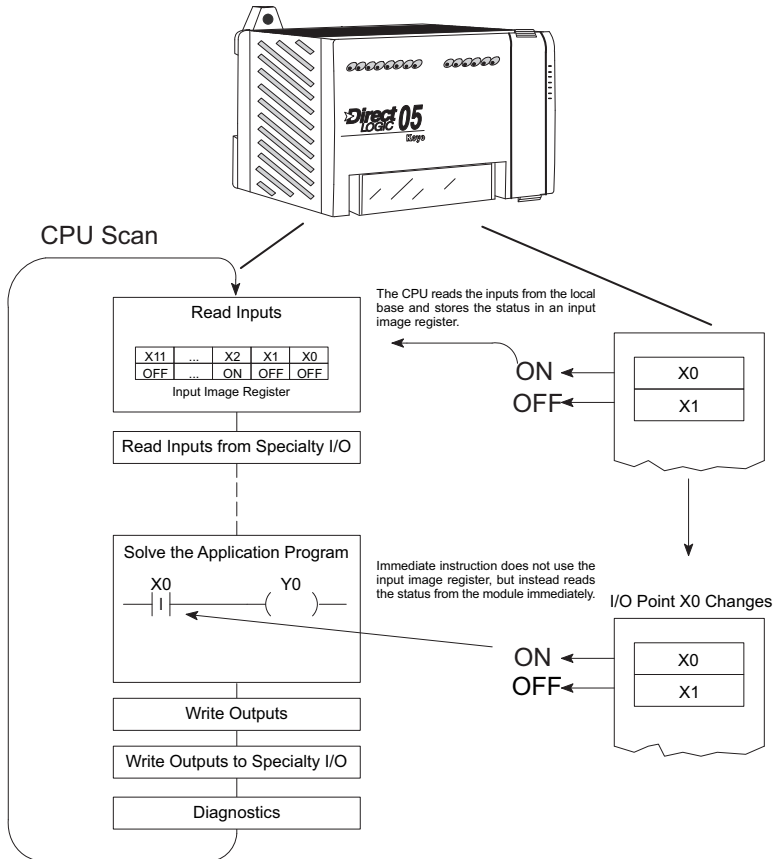 Direct
LOGIC 05
Koyo
CPU Scan
The CPU reads the inputs from the local
base and stores the status in an input
image register.
Read Inputs
X11 ... X2 X1 X0
OFF ... ON OFF OFF
Input Image Register
ON
OFF
X0
X1
Read Inputs from Specialty I/O
Solve the Application Program
X0 Y0
I
Immediate instruction does not use the
input image register, but instead reads
the status from the module immediately.
I/O Point X0 Changes
ON
OFF
X0
X1
Write Outputs
Write Outputs to Specialty I/O
Diagnostics